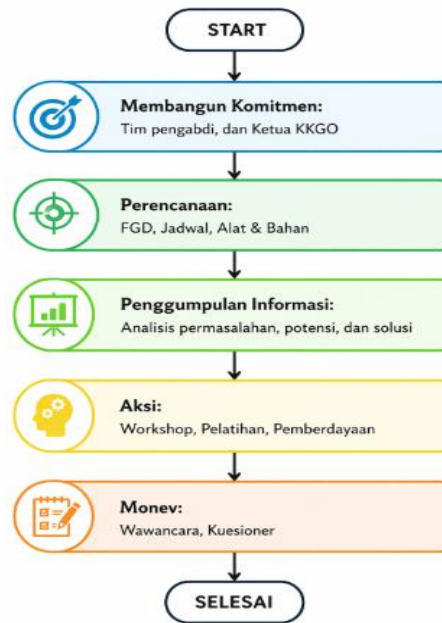 START
Membangun Komitmen:
Tim pengabdi, dan Ketua KKGO
Perencanaan:
FGD, Jadwal, Alat & Bahan
Penggumpulan Informasi:
Analisis permasalahan, potensi, dan solusi
Aksi:
Workshop, Pelatihan, Pemberdayaan
Monev:
Wawancara, Kuesioner
SELESAI